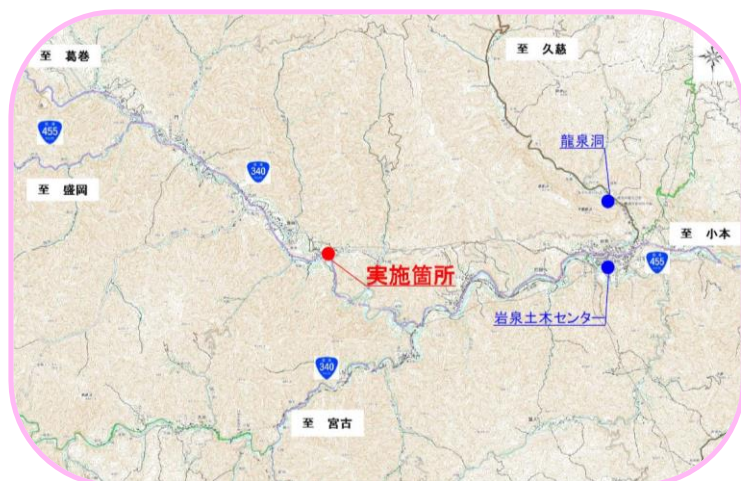 至 葛巻
至 久慈
455
龍泉洞
340
至 盛岡
至 小本
実施箇所
455
岩泉土木センター
340
至 宮古